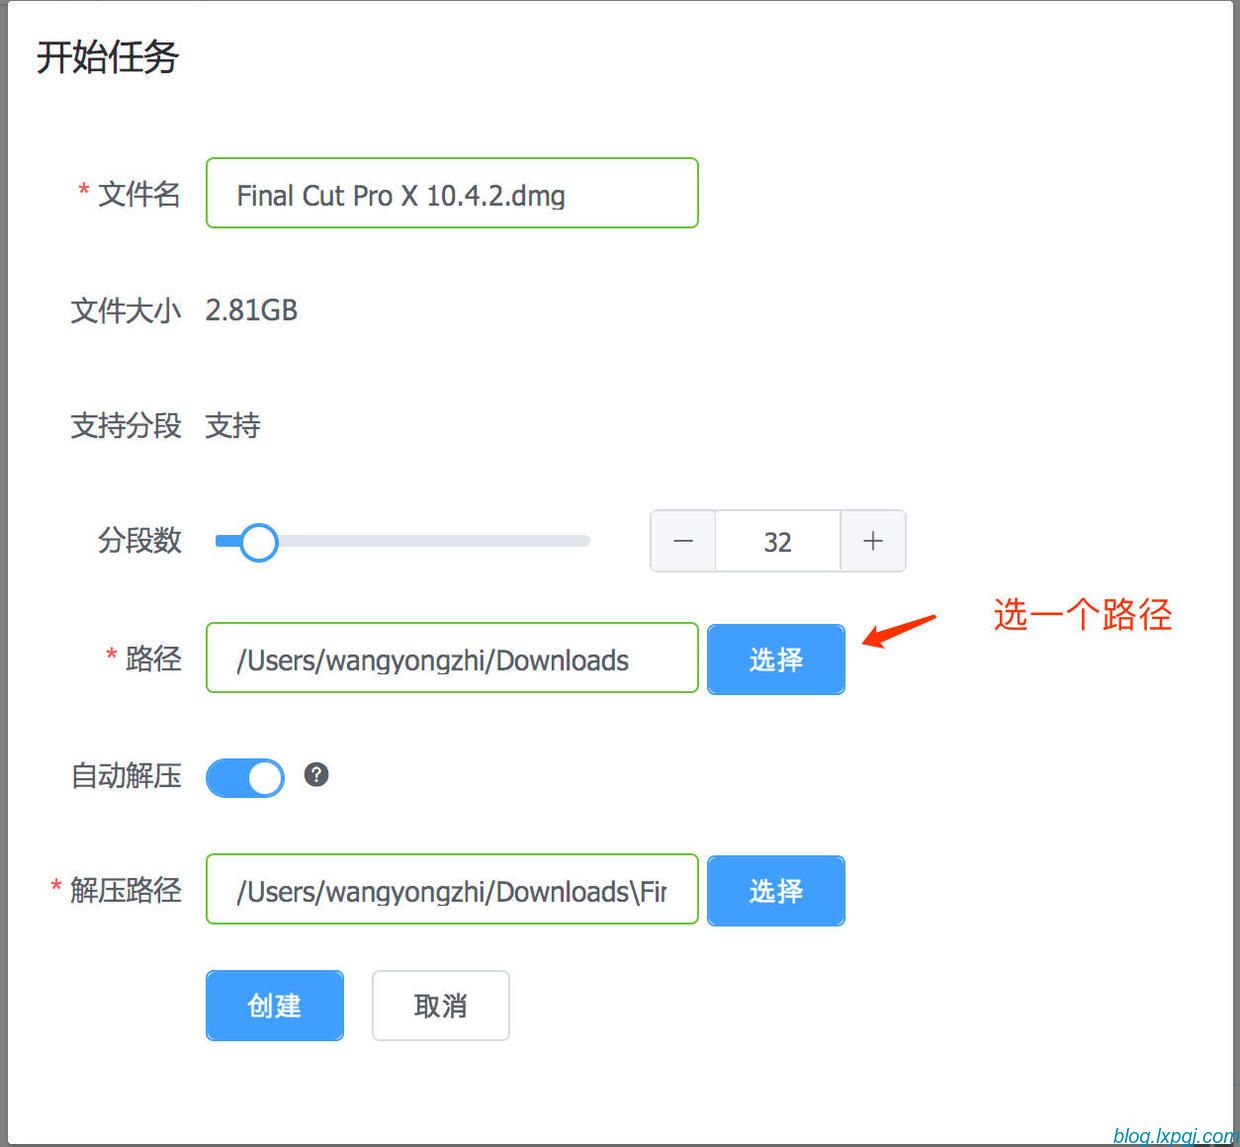 开始任务
* 文件名 Final Cut Pro X 10.4.2.dmg
文件大小 2.81GB
支持分段 支持
分段数 32
选一个路径
* 路径 /Users/wangyongzhi/Downloads 选择
自动解压
* 解压路径 /Users/wangyongzhi/Downloads\Fir 选择
创建 取消
blog.lxpqj.com